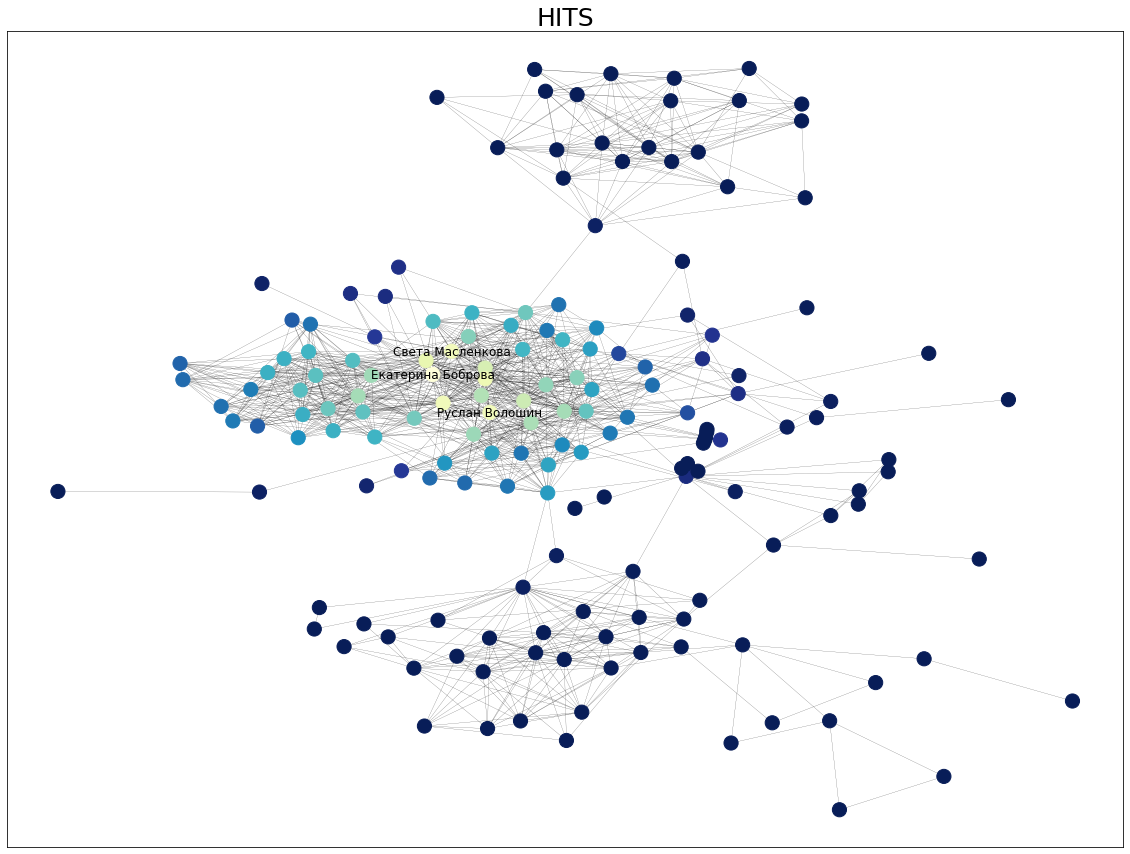 HITS
Света Масленкова
Екатерина Боброва
Руслан Волошин